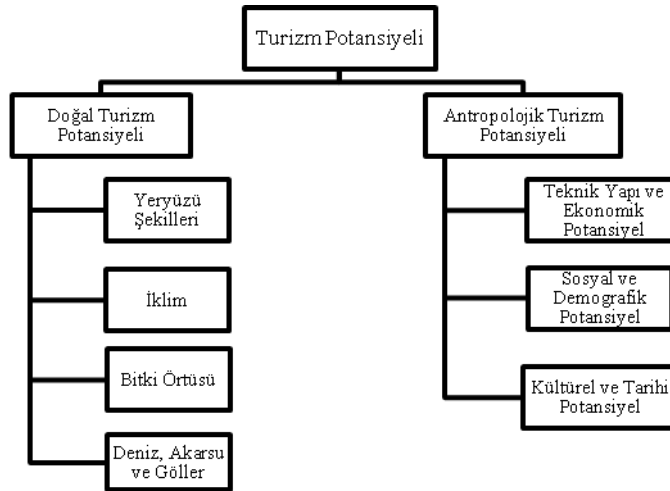 Turizm Potansiyeli
Doğal Turizm
Potansiyeli
Yeryüzü
Şekilleri
İklim
Bitki Örtüsü
Deniz, Akarsu
ve Göller
Antropolojik Turizm
Potansiyeli
Teknik Yapı ve
Ekonomik
Potansiyel
Sosyal ve
Demografik
Potansiyel
Kültürel ve Tarihi
Potansiyel